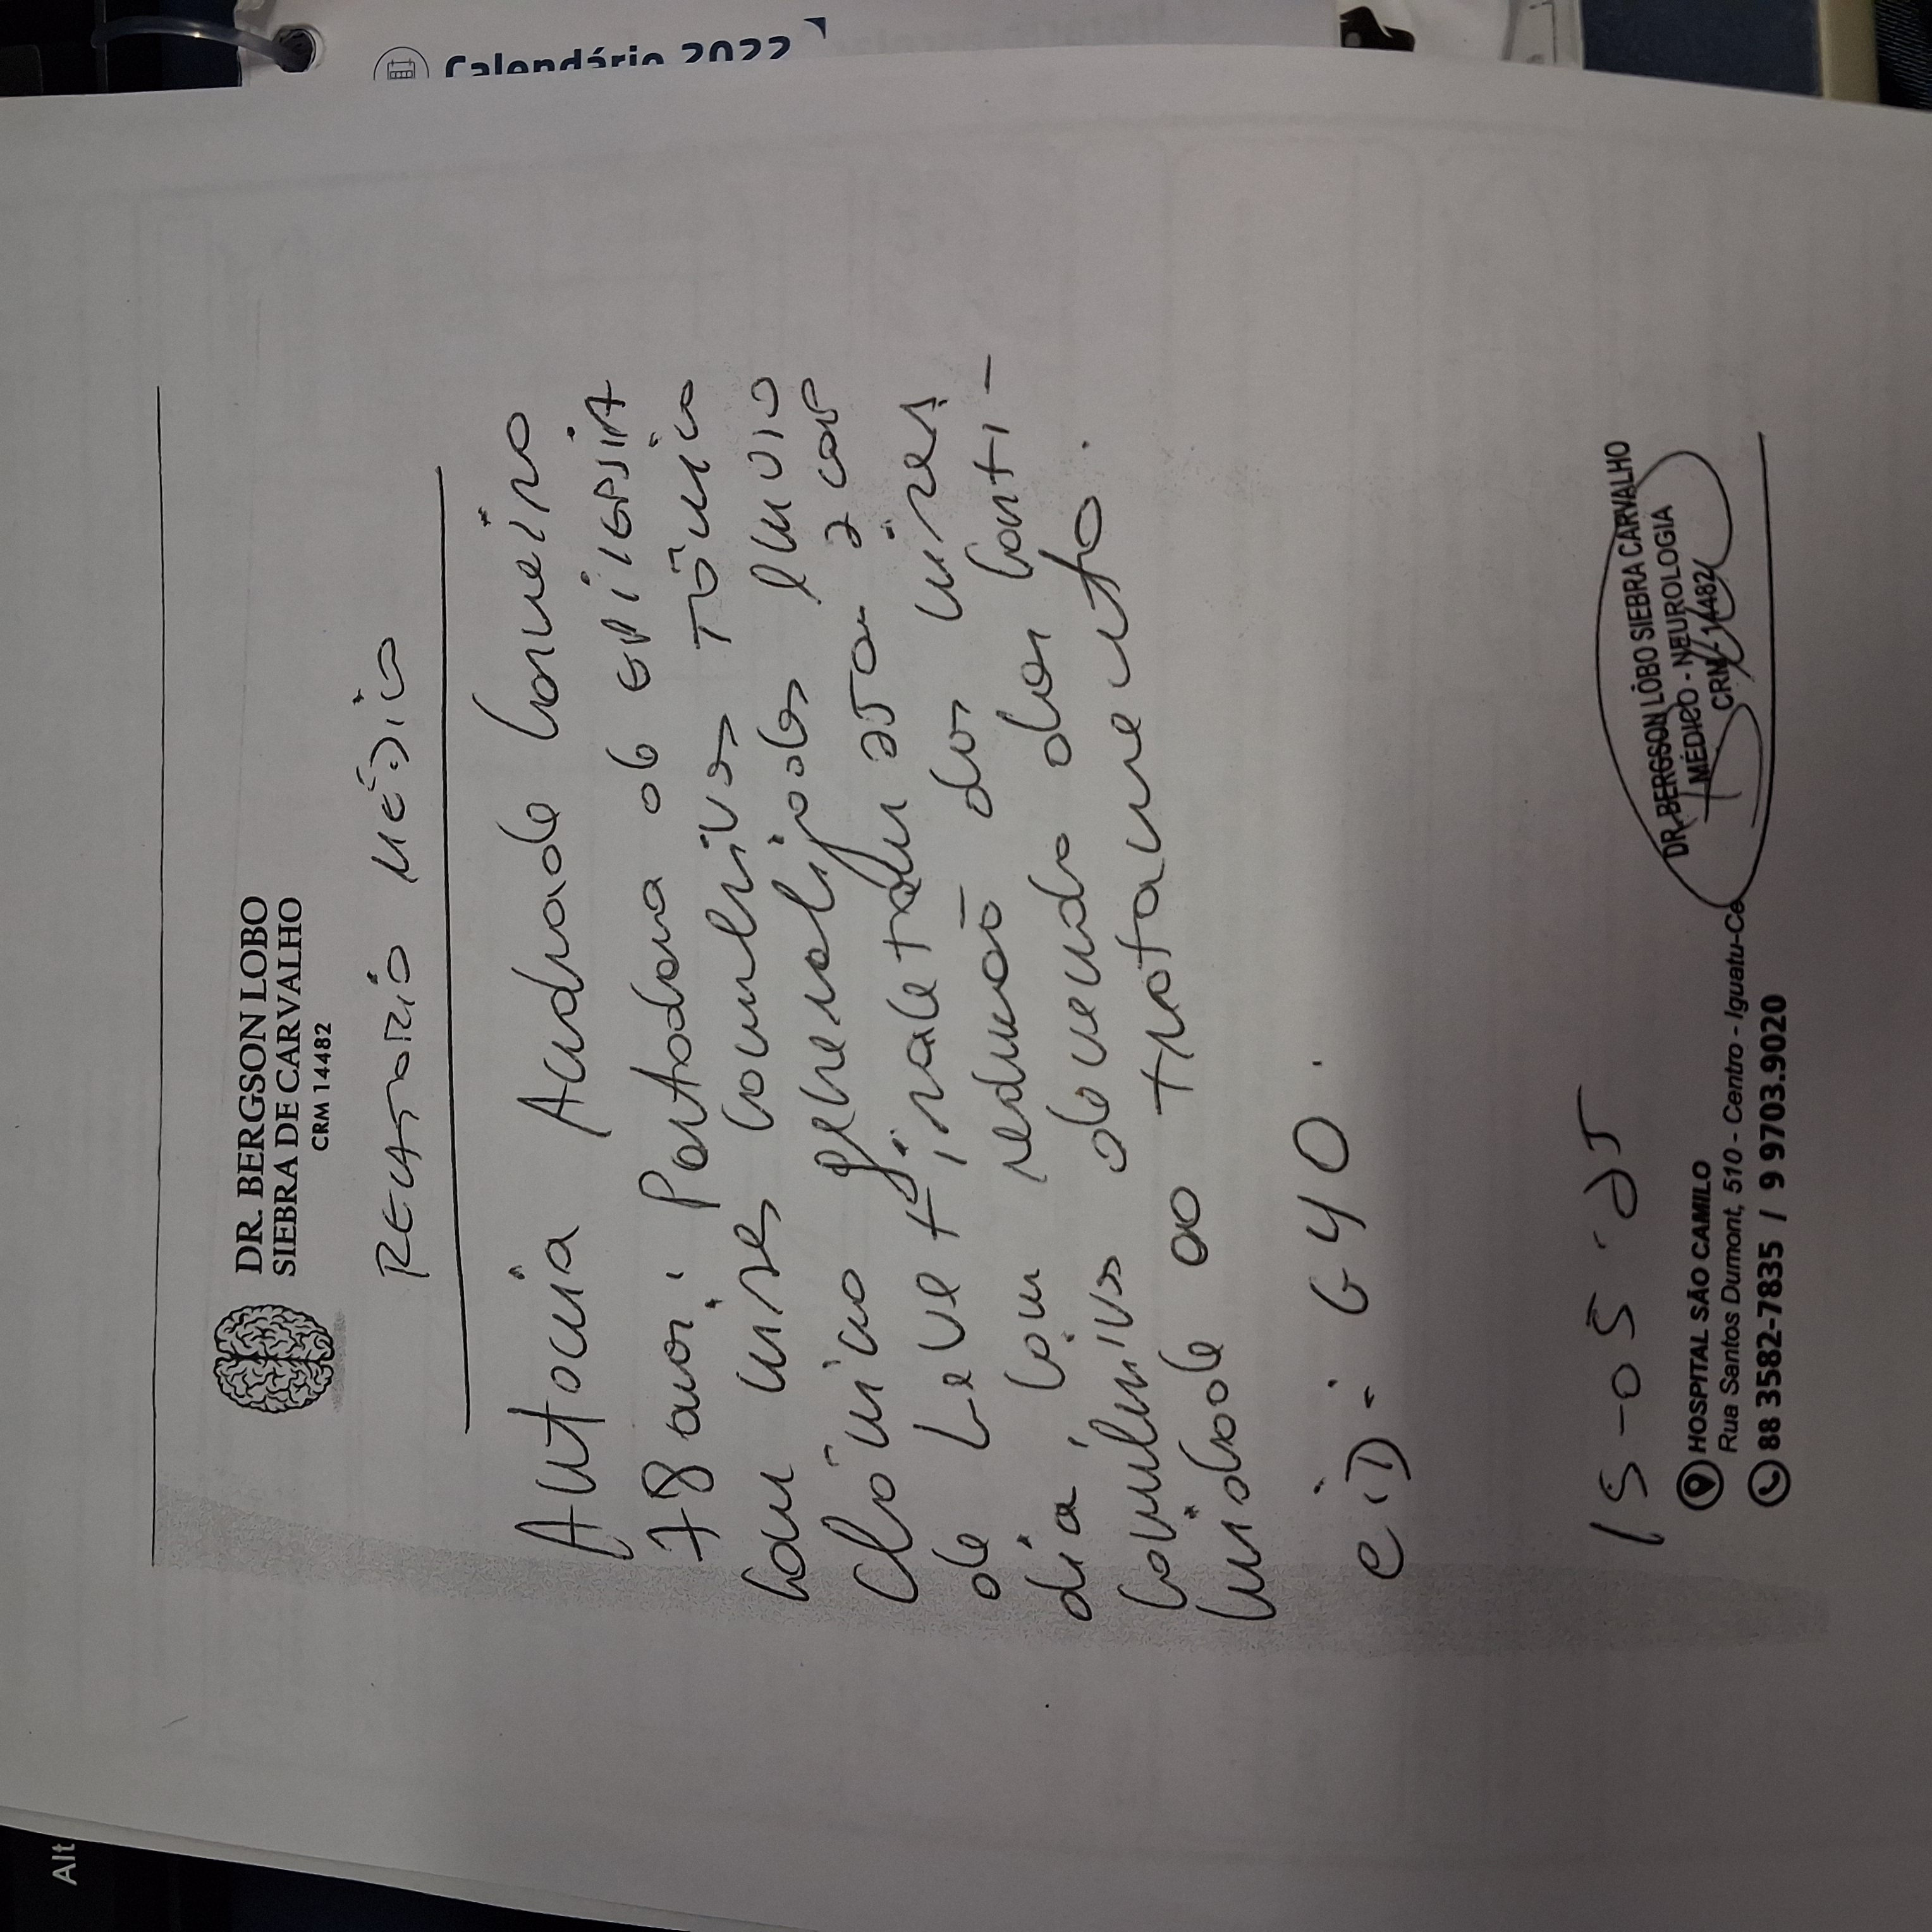 Alt
DR. BERGSON LOBO
SIEBRA DE CARVALHO
CRM 14482
RELATORIO MÉDICO
Antonia Andrade Carneiro
78 anos. Portadora de EPILEPSIA
com crises convulsivas Tônico
Clônico generalizadas em uso
de Levetiracetam 250 2
dia, com redução das crises
convulsivas devendo dar conti-
nuidade ao tratamento.
CiD: G40.
15-05-25
HOSPITAL SÃO CAMILO
Rua Santos Dumont, 510 - Centro - Iguatu-Ce
88 3582-7835 / 9 9703.9020
DR. BERGSON LÔBO SIEBRA CARVALHO
MÉDICO - NEUROLOGIA
CRM - 14482
Calendário 2022